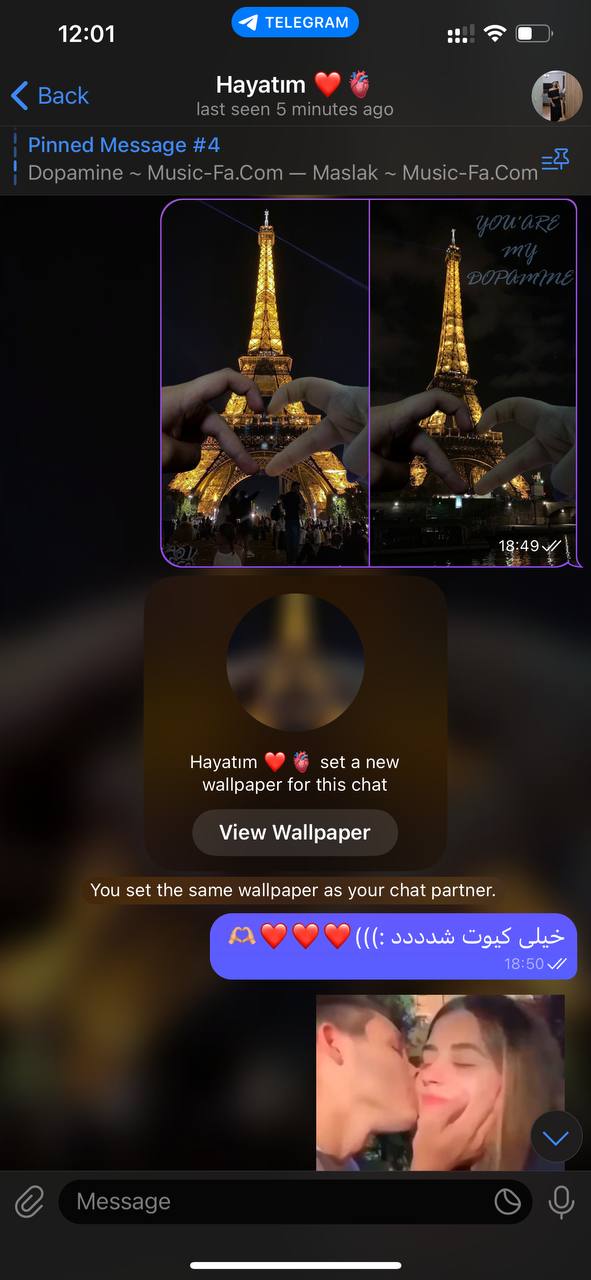 12:01
TELEGRAM
Back
Hayatım ❤️ 🫀
last seen 5 minutes ago
Pinned Message #4
Dopamine ~ Music-Fa.Com — Maslak ~ Music-Fa.Com
YOU ARE
MY
DOPAMINE
18:49
Hayatım ❤️ 🫀 set a new
wallpaper for this chat
View Wallpaper
You set the same wallpaper as your chat partner.
خیلی کیوت شدددد :)))❤️❤️❤️🫶🏼
18:50
Message